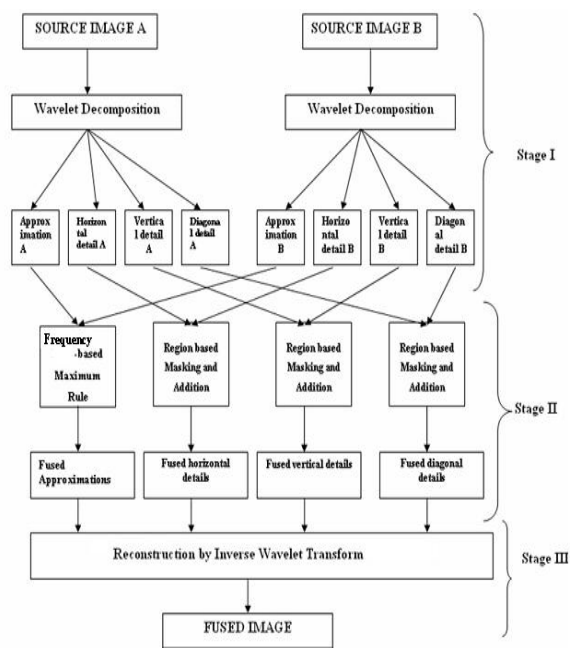 SOURCE IMAGE A
SOURCE IMAGE B
Wavelet Decomposition
Wavelet Decomposition
Stage I
Approx
imation
A
Horizon
tal
detail A
Vertica
l detail
A
Diagona
l detail
A
Approx
imation
B
Horizo
ntal
detail B
Verti
cal detail
B
Diagon
al
detail B
Frequency
-based
Maximum
Rule
Region based
Masking and
Addition
Region based
Masking and
Addition
Region based
Masking and
Addition
Stage II
Fused
Approximations
Fused horizontal
details
Fused vertical details
Fused diagonal
details
Reconstruction by Inverse Wavelet Transform
Stage III
FUSED IMAGE